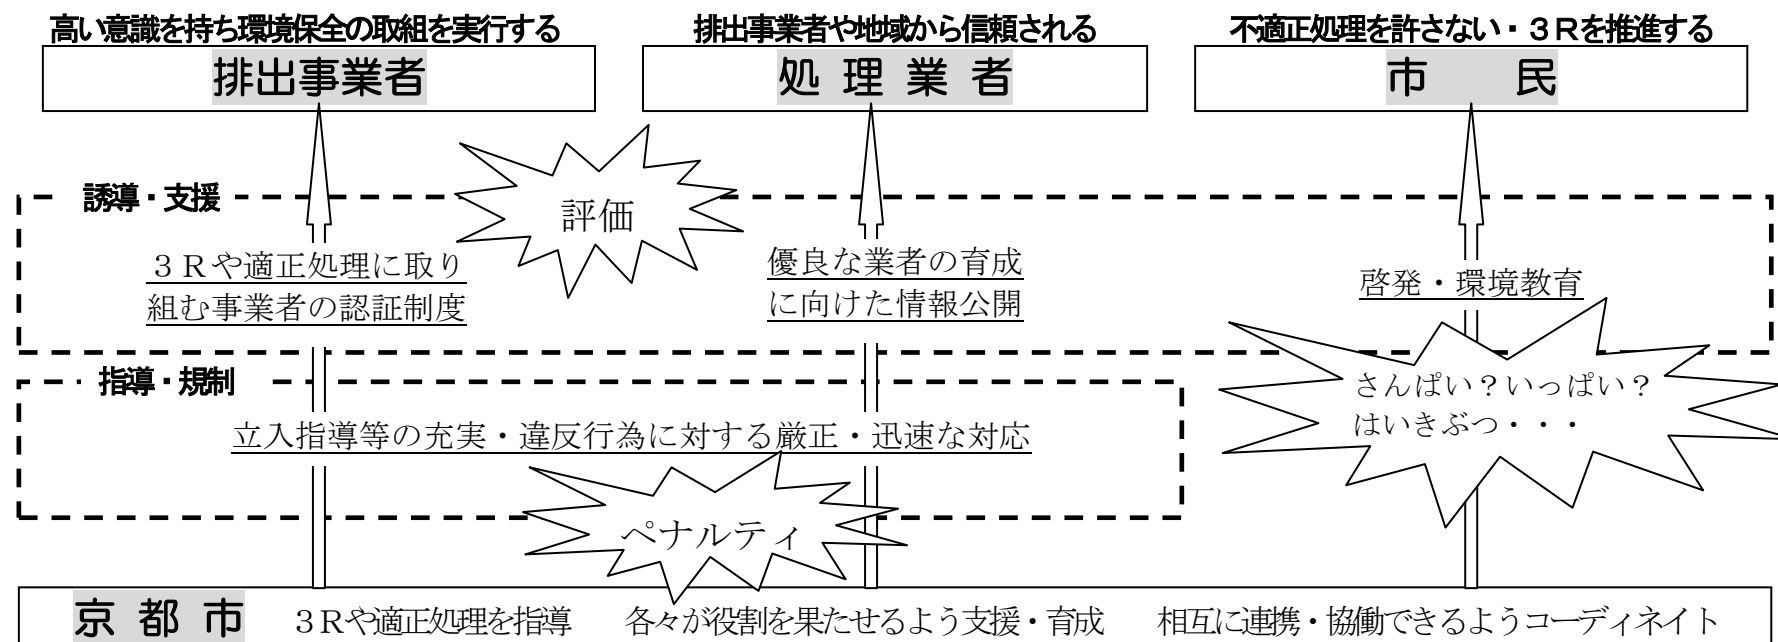 高い意識を持ち環境保全の取組を実行する
排出事業者
排出事業者や地域から信頼される
処理業者
不適正処理を許さない・３Rを推進する
市　民
誘導・支援
評価
３Rや適正処理に取り
組む事業者の認証制度
優良な業者の育成
に向けた情報公開
啓発・環境教育
指導・規制
立入指導等の充実・違反行為に対する厳正・迅速な対応
さんぱい？いっぱい？
はいきぶつ・・・
ペナルティ
京都市　３Rや適正処理を指導　各々が役割を果たせるよう支援・育成　相互に連携・協働できるようコーディネイト